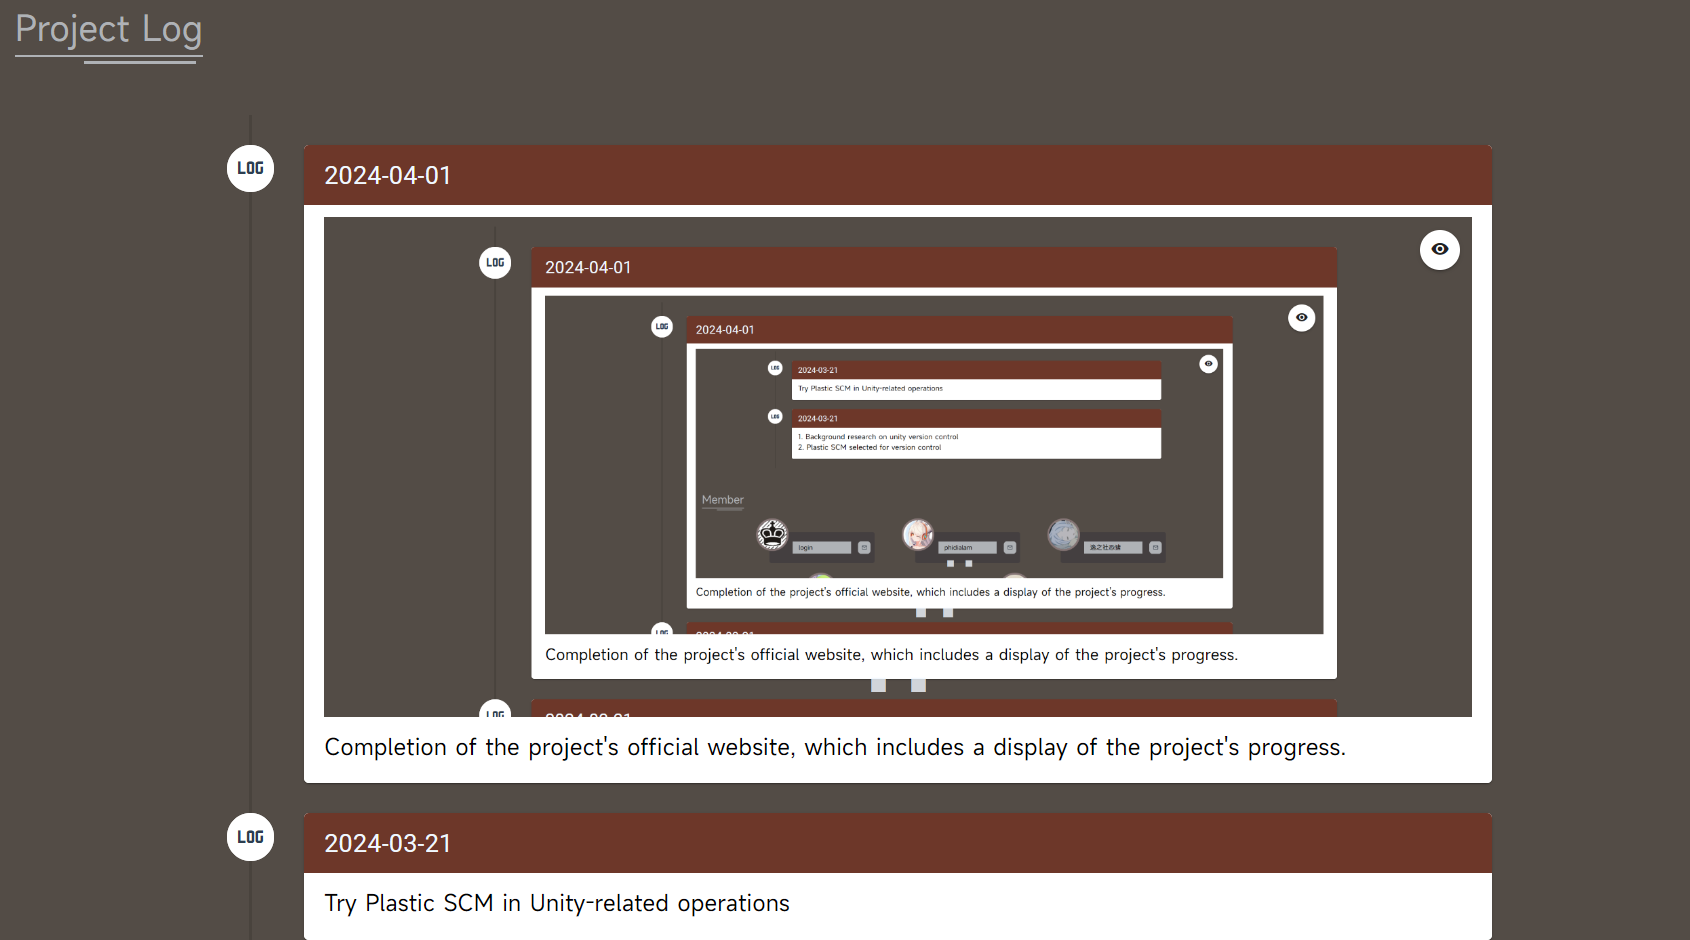 Project Log
LOG
2024-04-01
LOG
2024-04-01
LOG
2024-04-01
LOG
2024-03-21
Try Plastic SCM in Unity-related operations
LOG
2024-03-21
1. Background research on unity version control
2. Plastic SCM selected for version control
Member
login
phidialam
Completion of the project's official website, which includes a display of the project's progress.
Completion of the project's official website, which includes a display of the project's progress.
Completion of the project's official website, which includes a display of the project's progress.
LOG
2024-03-21
Try Plastic SCM in Unity-related operations